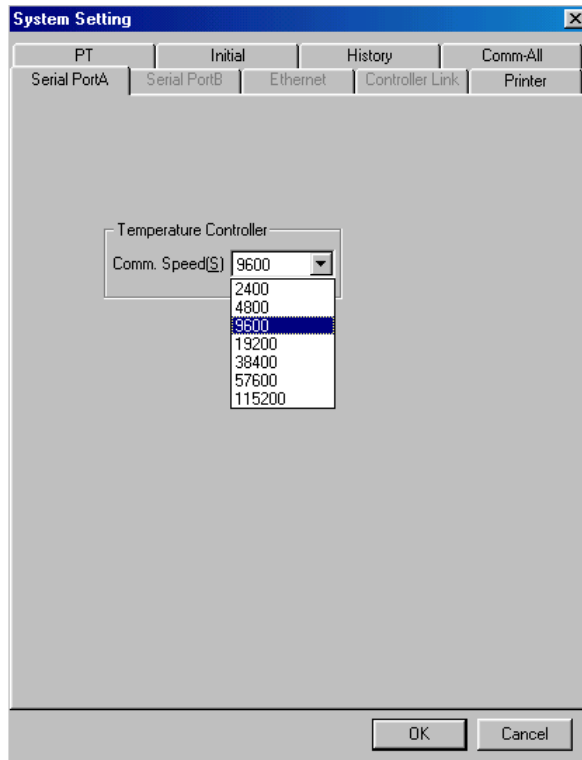 System Setting
PT Initial History Comm-All
Serial PortA Serial PortB Ethernet Controller Link Printer
Temperature Controller
Comm. Speed(S) 9600
2400
4800
9600
19200
38400
57600
115200
OK Cancel